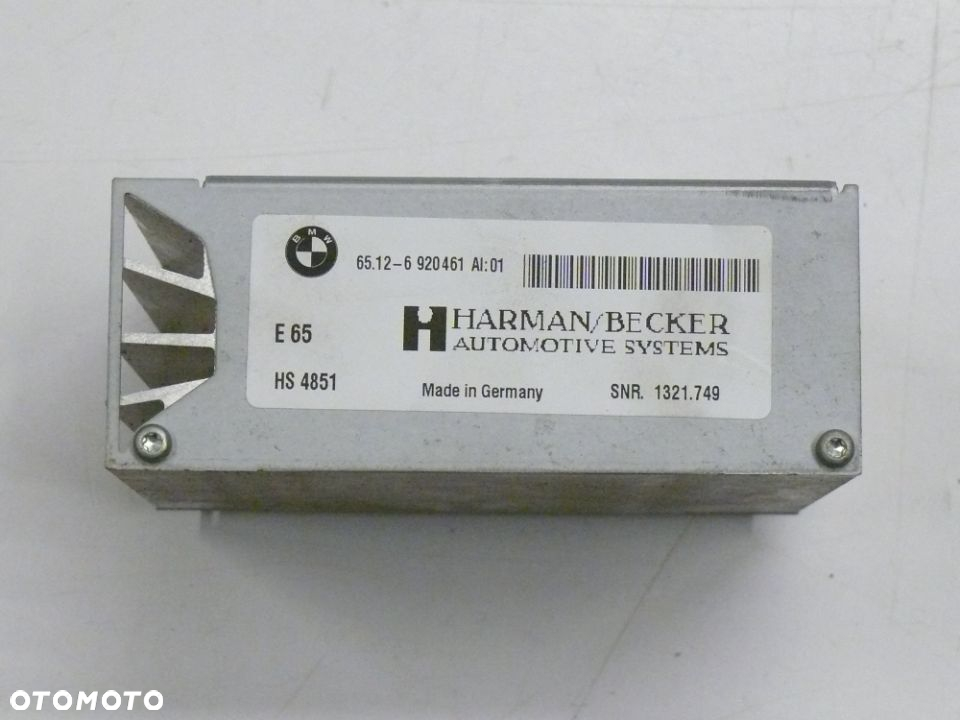 BMW
65.12-6 920461 AI:01
E 65
HARMAN/BECKER
AUTOMOTIVE SYSTEMS
HS 4851
Made in Germany
SNR. 1321.749
OTOMOTO